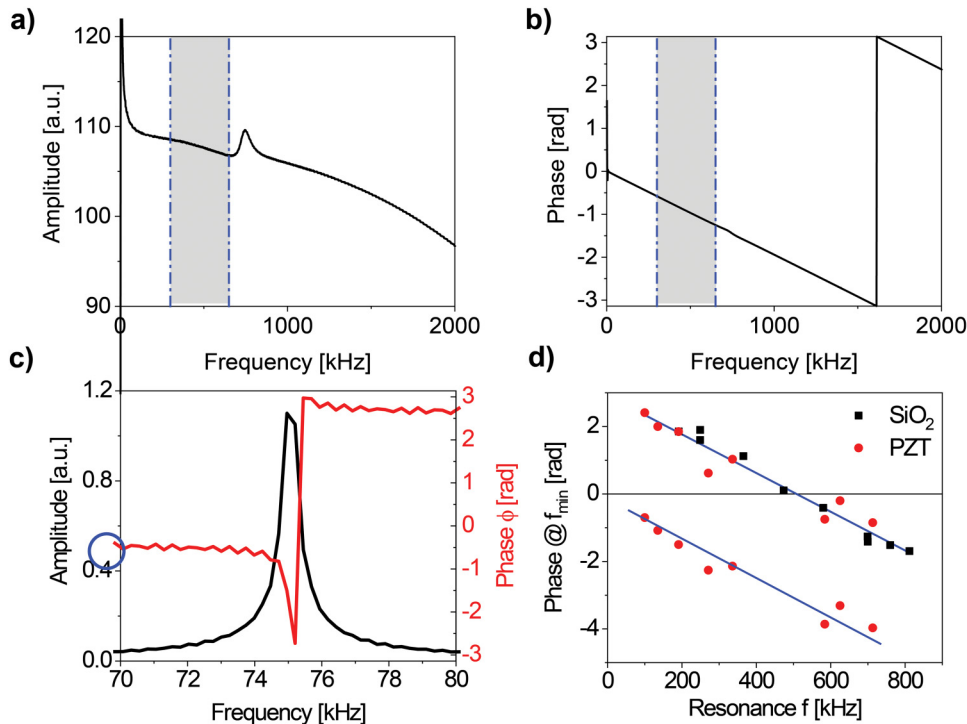 a)
120
110
100
90
Amplitude [a.u.]
0
1000
2000
Frequency [kHz]
b)
3
2
1
0
-1
-2
-3
Phase [rad]
0
1000
2000
Frequency [kHz]
c)
1.2
0.8
0.4
0.0
Amplitude [a.u.]
3
2
1
0
-1
-2
-3
Phase ϕ [rad]
70
72
74
76
78
80
Frequency [kHz]
d)
2
0
-2
-4
Phase @ fmin [rad]
SiO2
PZT
0
200
400
600
800
Resonance f [kHz]